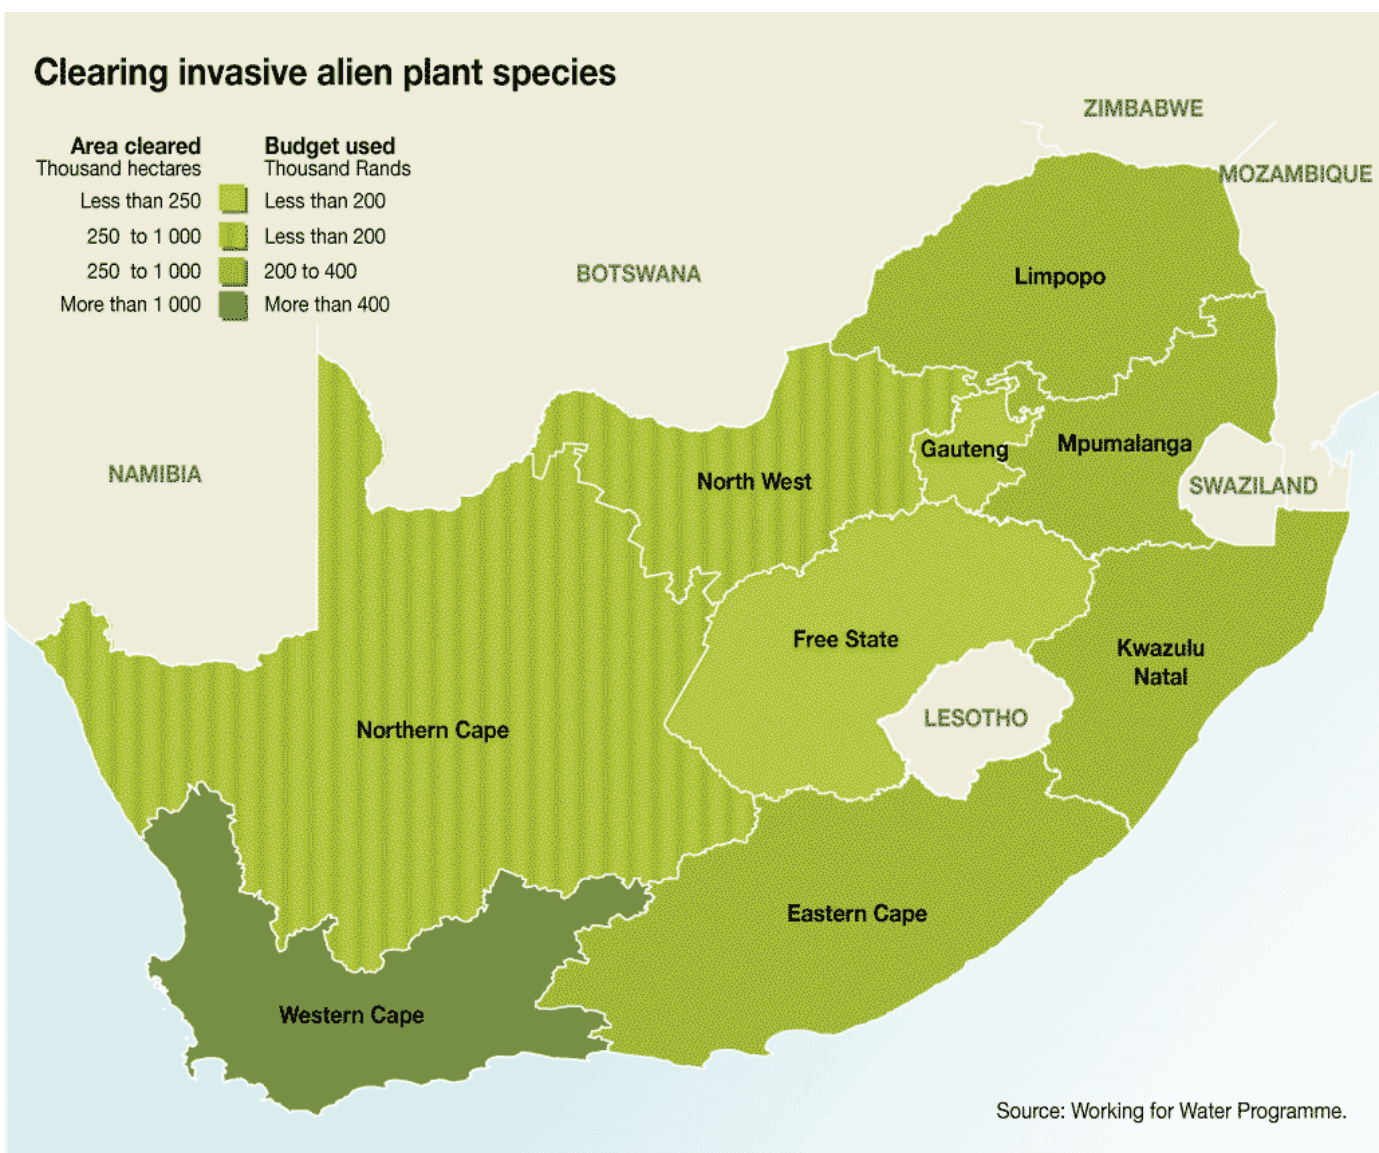 Clearing invasive alien plant species
Area cleared
Thousand hectares
Budget used
Thousand Rands
Less than 250 Less than 200
250 to 1 000 Less than 200
250 to 1 000 200 to 400
More than 1 000 More than 400
ZIMBABWE
MOZAMBIQUE
BOTSWANA
Limpopo
NAMIBIA
North West
Gauteng
Mpumalanga
SWAZILAND
Free State
Kwazulu
Natal
Northern Cape
LESOTHO
Eastern Cape
Western Cape
Source: Working for Water Programme.